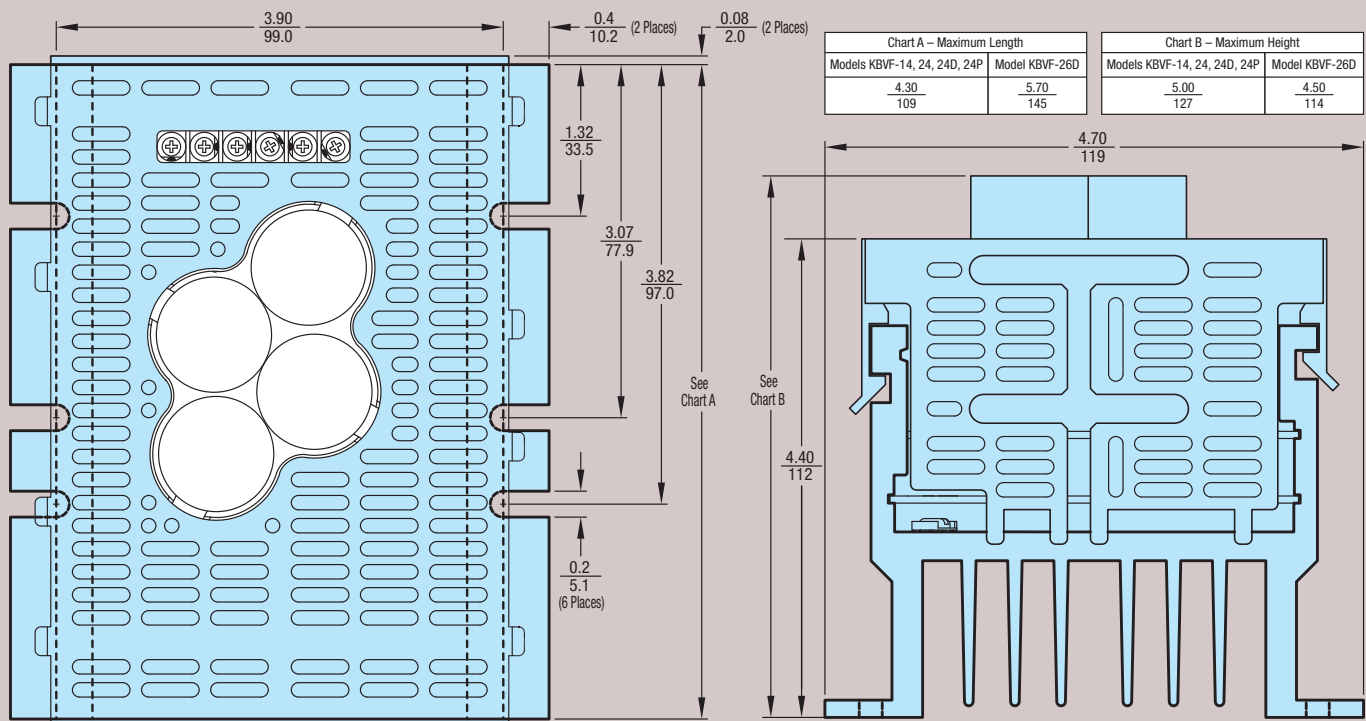 3.90
99.0
0.4
10.2
(2 Places)
0.08
2.0
(2 Places)
Chart A – Maximum Length
Models KBVF-14, 24, 24D, 24P
Model KBVF-26D
4.30
109
5.70
145
Chart B – Maximum Height
Models KBVF-14, 24, 24D, 24P
Model KBVF-26D
5.00
127
4.50
114
1.32
33.5
3.07
77.9
3.82
97.0
See
Chart A
0.2
5.1
(6 Places)
4.70
119
See
Chart B
4.40
112